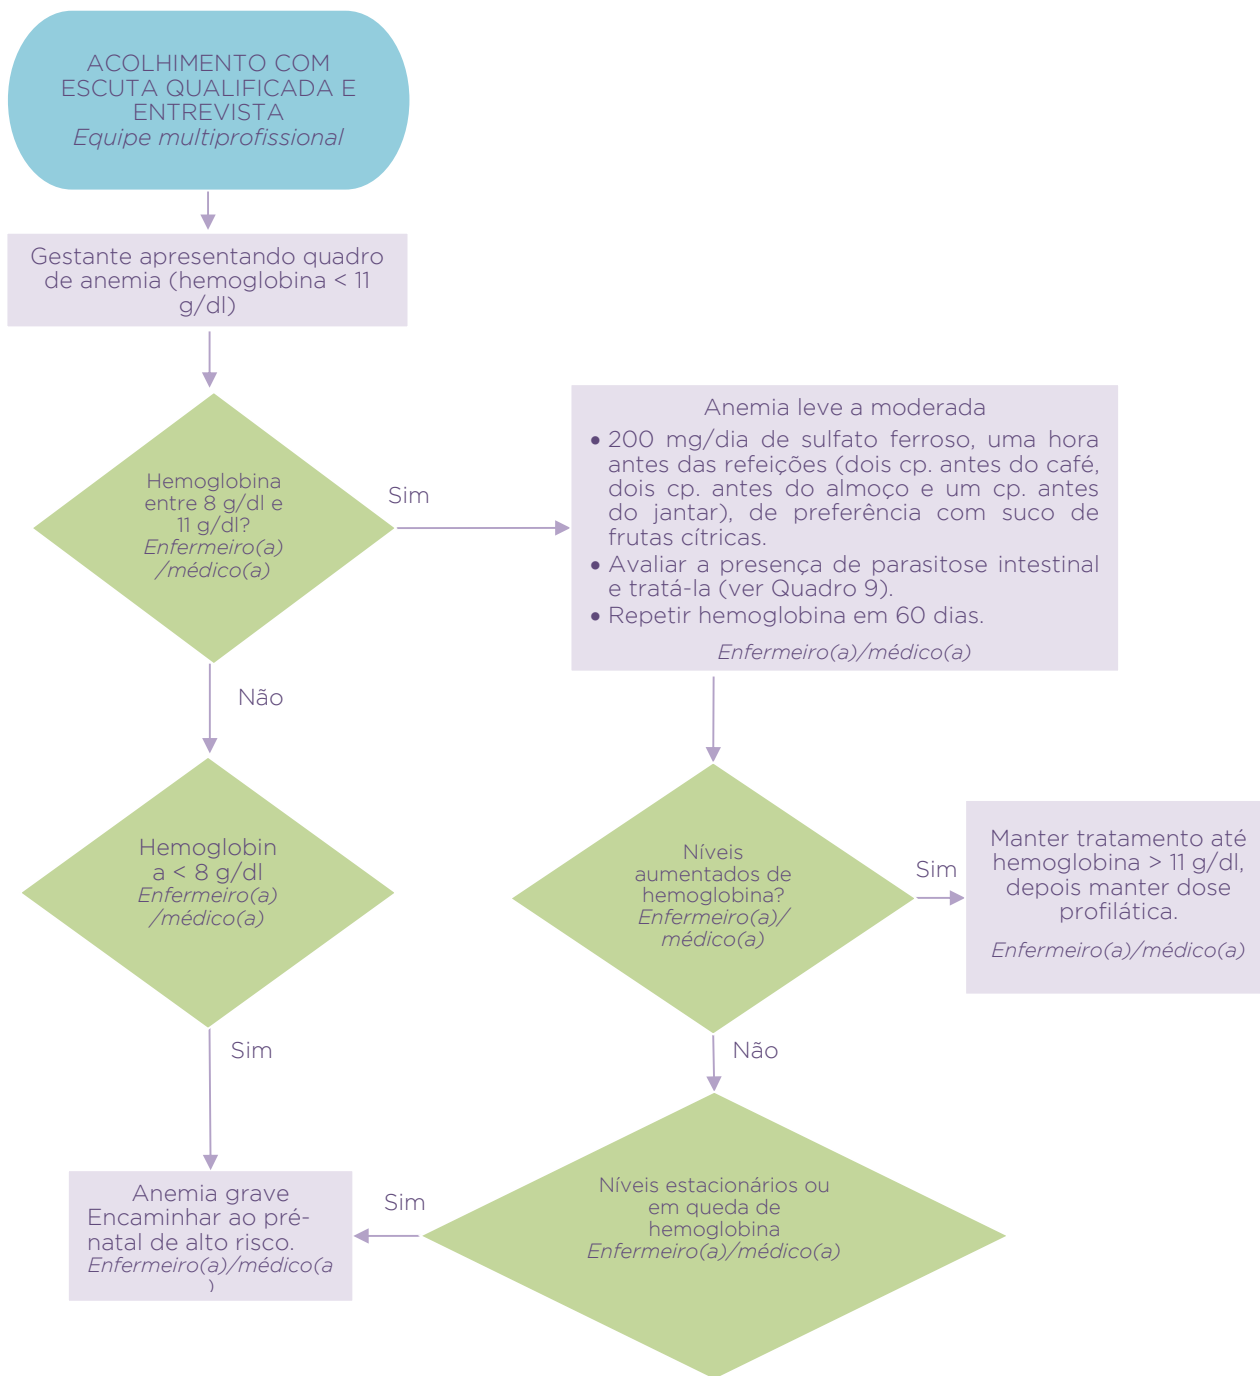 ACOLHIMENTO COM
ESCUTA QUALIFICADA E
ENTREVISTA
Equipe multiprofissional
Gestante apresentando quadro
de anemia (hemoglobina < 11
g/dl)
Hemoglobina
entre 8 g/dl e
11 g/dl?
Enfermeiro(a)
/médico(a)
Sim
Anemia leve a moderada
• 200 mg/dia de sulfato ferroso, uma hora
antes das refeições (dois cp. antes do café,
dois cp. antes do almoço e um cp. antes
do jantar), de preferência com suco de
frutas cítricas.
• Avaliar a presença de parasitose intestinal
e tratá-la (ver Quadro 9).
• Repetir hemoglobina em 60 dias.
Enfermeiro(a)/médico(a)
Não
Hemoglobin
a < 8 g/dl
Enfermeiro(a)
/médico(a)
Níveis
aumentados de
hemoglobina?
Enfermeiro(a)/
médico(a)
Sim
Manter tratamento até
hemoglobina > 11 g/dl,
depois manter dose
profilática.
Enfermeiro(a)/médico(a)
Sim
Não
Anemia grave
Encaminhar ao pré-
natal de alto risco.
Enfermeiro(a)/médico(a
)
Sim
Níveis estacionários ou
em queda de
hemoglobina
Enfermeiro(a)/médico(a)